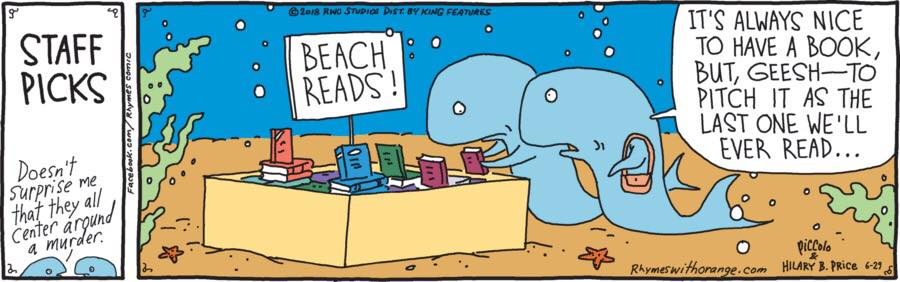 STAFF
PICKS
Doesn't
surprise me
that they all
center around
a murder.
Facebook.com/Rhymes comic
©2018 RWO STUDIOS DIST. BY KING FEATURES
BEACH
READS!
IT'S ALWAYS NICE
TO HAVE A BOOK,
BUT, GEESH—TO
PITCH IT AS THE
LAST ONE WE'LL
EVER READ...
Rhymeswithorange.com
PiCCoLo
&
HILARY B. PRICE 6-29